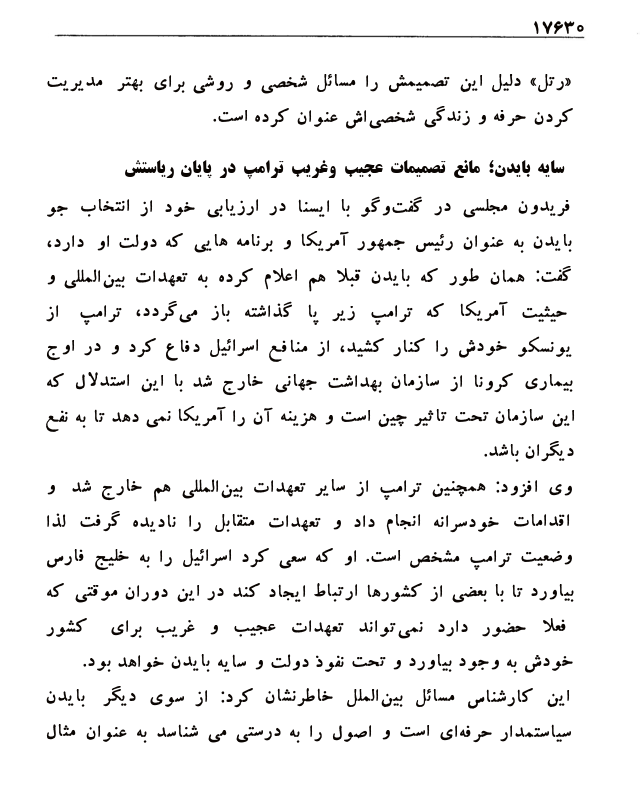 ۱۷۶۳۰
«رتل» دلیل این تصمیمش را مسائل شخصی و روشی برای بهتر مدیریت
کردن حرفه و زندگی شخصی‌اش عنوان کرده است.
سایه بایدن؛ مانع تصمیمات عجیب وغریب ترامپ در پایان ریاستش
فریدون مجلسی در گفت‌وگو با ایسنا در ارزیابی خود از انتخاب جو
بایدن به عنوان رئیس جمهور آمریکا و برنامه هایی که دولت او دارد،
گفت: همان طور که بایدن قبلا هم اعلام کرده به تعهدات بین‌المللی و
حیثیت آمریکا که ترامپ زیر پا گذاشته باز می‌گردد، ترامپ از
یونسکو خودش را کنار کشید، از منافع اسرائیل دفاع کرد و در اوج
بیماری کرونا از سازمان بهداشت جهانی خارج شد با این استدلال که
این سازمان تحت تاثیر چین است و هزینه آن را آمریکا نمی دهد تا به نفع
دیگران باشد.
وی افزود: همچنین ترامپ از سایر تعهدات بین‌المللی هم خارج شد و
اقدامات خودسرانه انجام داد و تعهدات متقابل را نادیده گرفت لذا
وضعیت ترامپ مشخص است. او که سعی کرد اسرائیل را به خلیج فارس
بیاورد تا با بعضی از کشورها ارتباط ایجاد کند در این دوران موقتی که
فعلا حضور دارد نمی‌تواند تعهدات عجیب و غریب برای کشور
خودش به وجود بیاورد و تحت نفوذ دولت و سایه بایدن خواهد بود.
این کارشناس مسائل بین‌الملل خاطرنشان کرد: از سوی دیگر بایدن
سیاستمدار حرفه‌ای است و اصول را به درستی می شناسد به عنوان مثال